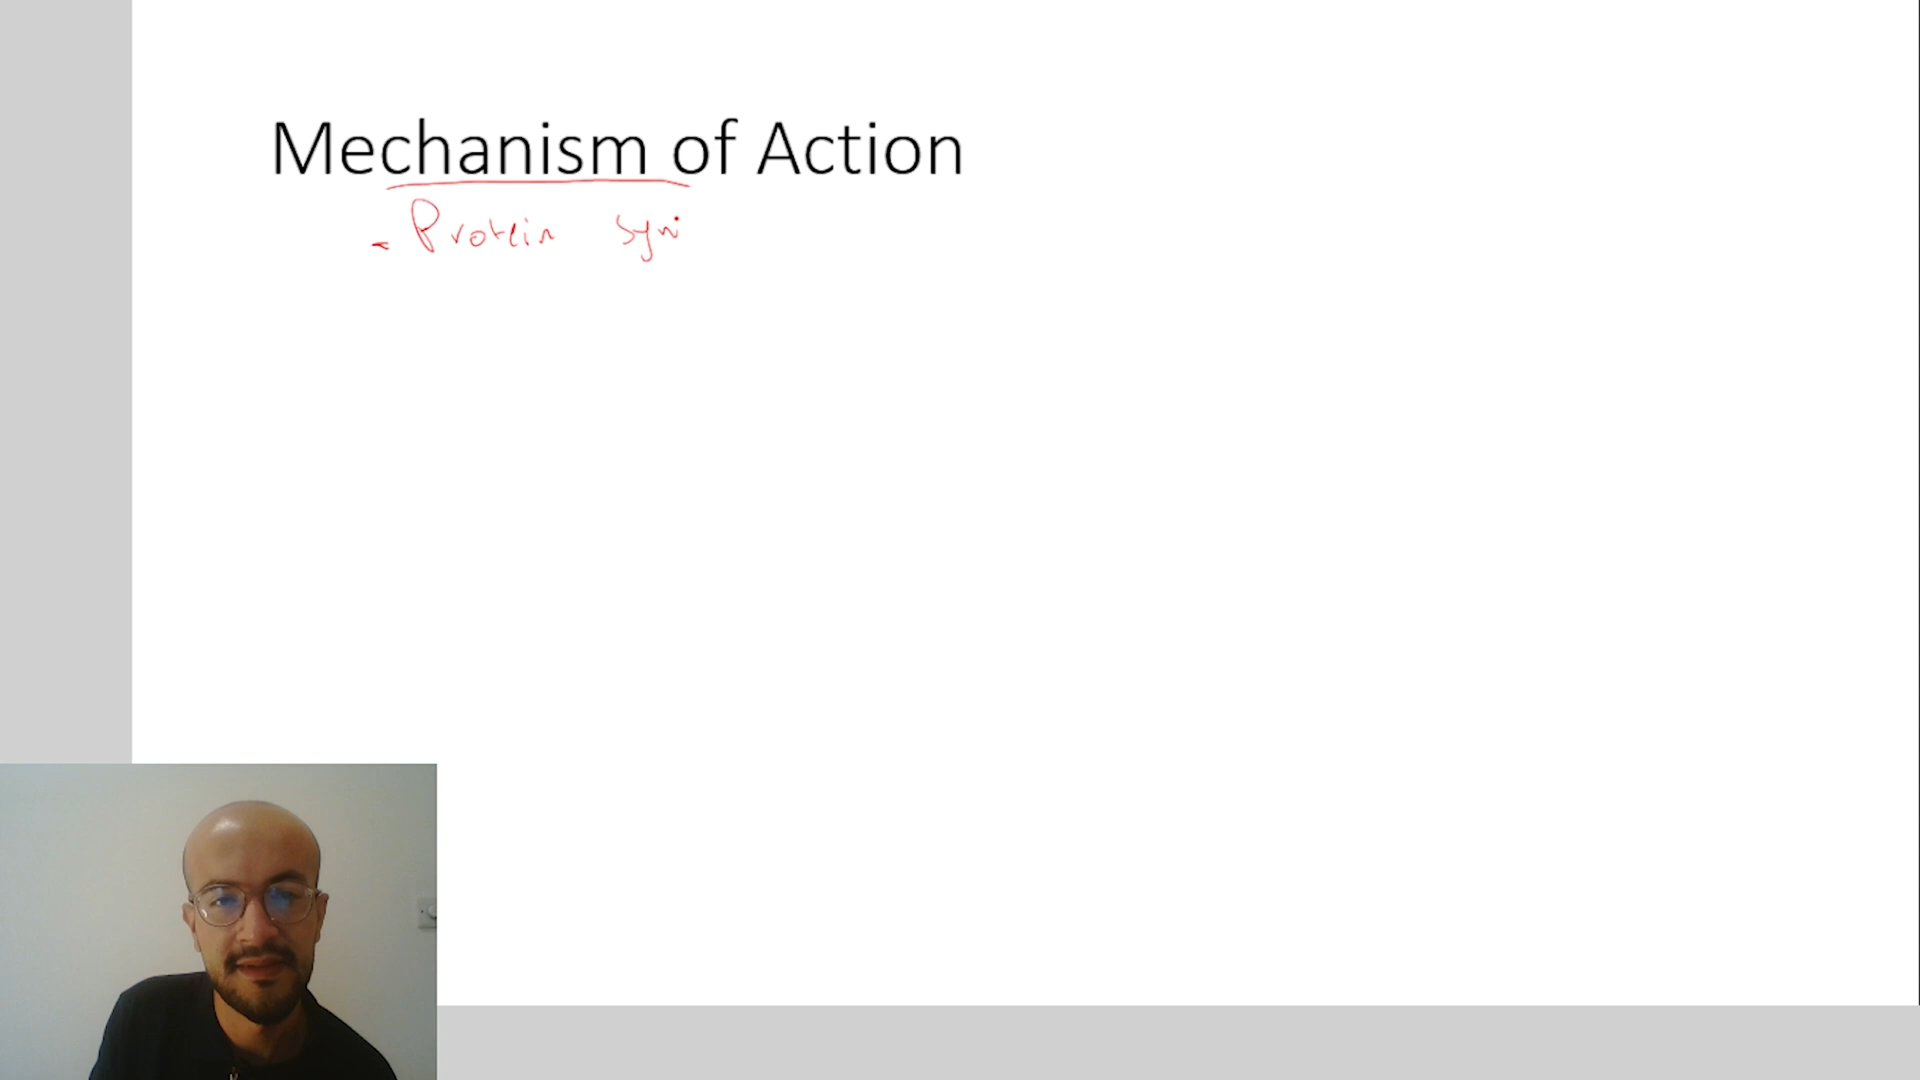 Mechanism of Action
- Protein syn